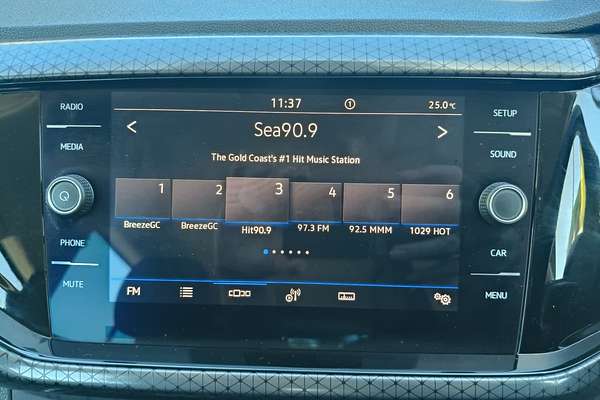 RADIO
MEDIA
PHONE
MUTE
11:37
25.0°C
Sea90.9
The Gold Coast's #1 Hit Music Station
1 2 3 4 5 6
BreezeGC BreezeGC Hit90.9 97.3 FM 92.5 MMM 1029 HOT
FM
SETUP
SOUND
CAR
MENU